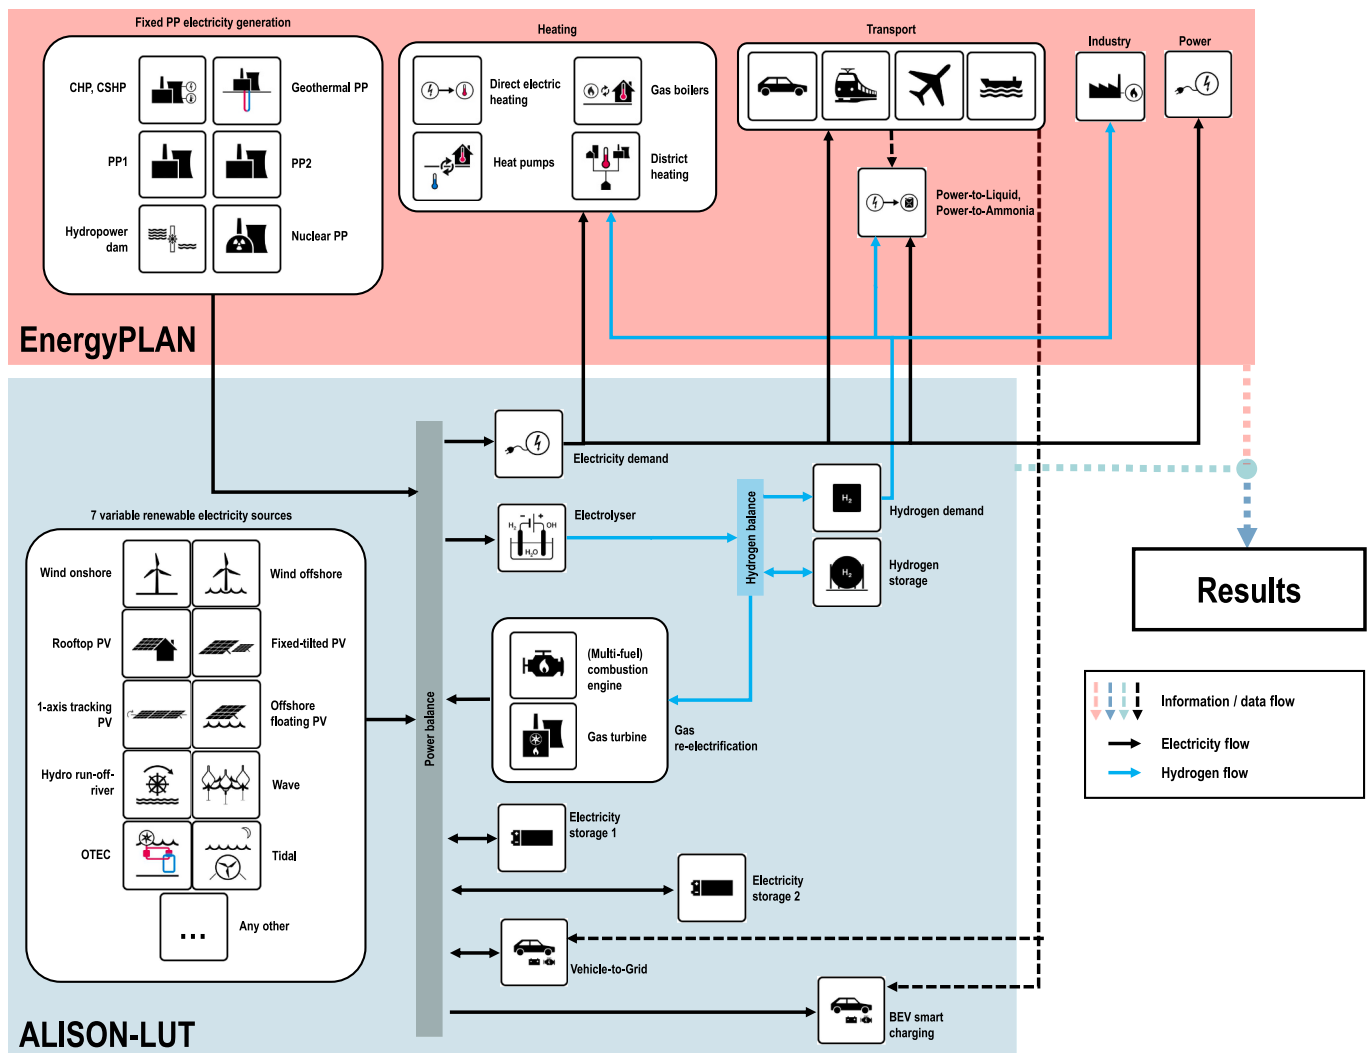 Fixed PP electricity generation
Heating
Transport
Industry
Power
CHP, CSHP
Geothermal PP
PP1
PP2
Hydropower
dam
Nuclear PP
Direct electric
heating
Gas boilers
Heat pumps
District
heating
Power-to-Liquid,
Power-to-Ammonia
EnergyPLAN
Electricity demand
Electrolyser
H2
OH
H2O
− +
Hydrogen balance
H2
Hydrogen demand
H2
Hydrogen
storage
7 variable renewable electricity sources
Wind onshore
Wind offshore
Rooftop PV
Fixed-tilted PV
1-axis tracking
PV
Offshore
floating PV
Hydro run-off-
river
Wave
OTEC
Tidal
...
Any other
Power balance
(Multi-fuel)
combustion
engine
Gas turbine
Gas
re-electrification
Electricity
storage 1
Electricity
storage 2
Vehicle-to-Grid
BEV smart
charging
ALISON-LUT
Results
Information / data flow
Electricity flow
Hydrogen flow